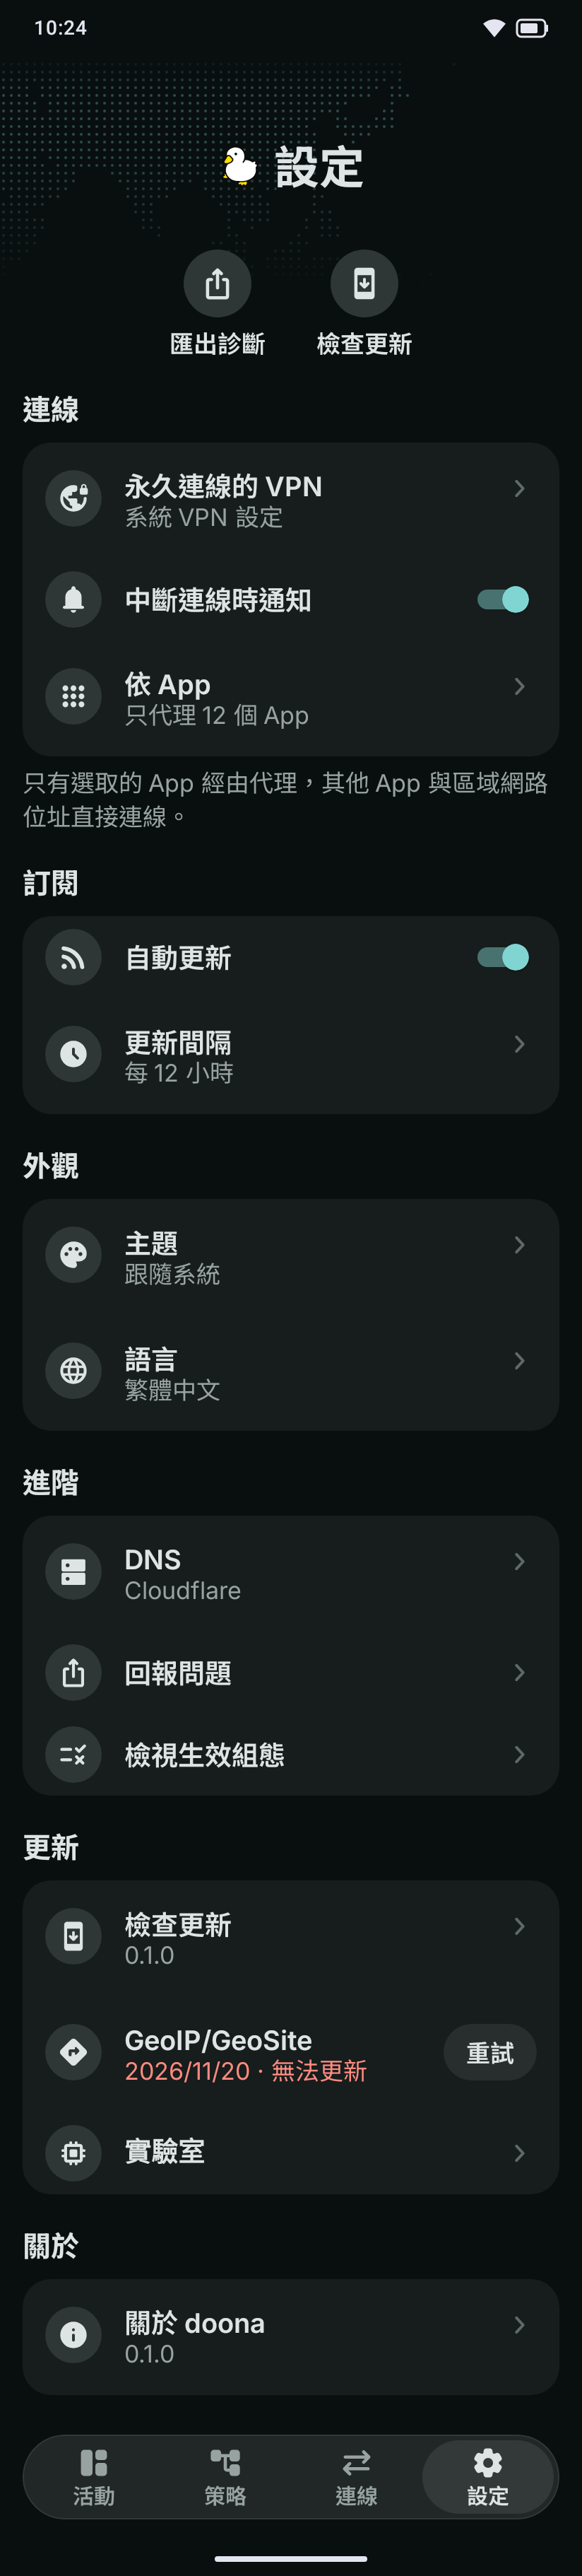 10:24
設定
匯出診斷
檢查更新
連線
永久連線的 VPN
系統 VPN 設定
中斷連線時通知
依 App
只代理 12 個 App
只有選取的 App 經由代理，其他 App 與區域網路
位址直接連線。
訂閱
自動更新
更新間隔
每 12 小時
外觀
主題
跟隨系統
語言
繁體中文
進階
DNS
Cloudflare
回報問題
檢視生效組態
更新
檢查更新
0.1.0
GeoIP/GeoSite
2026/11/20 · 無法更新
重試
實驗室
關於
關於 doona
0.1.0
活動
策略
連線
設定